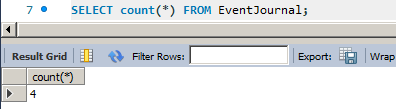 7 SELECT count(*) FROM EventJournal;
Result Grid Filter Rows: Export: Wrap
count(*)
4